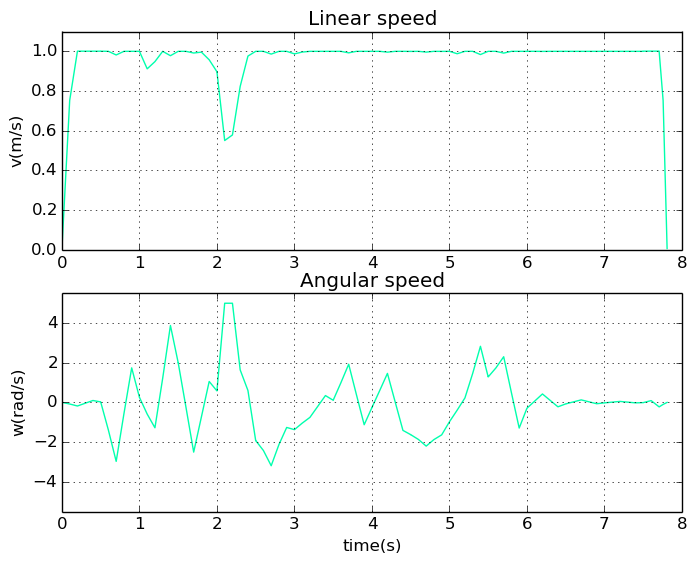 Linear speed
1.0
0.8
0.6
0.4
0.2
0.0
v(m/s)
0 1 2 3 4 5 6 7 8
Angular speed
4
2
0
−2
−4
w(rad/s)
0 1 2 3 4 5 6 7 8
time(s)